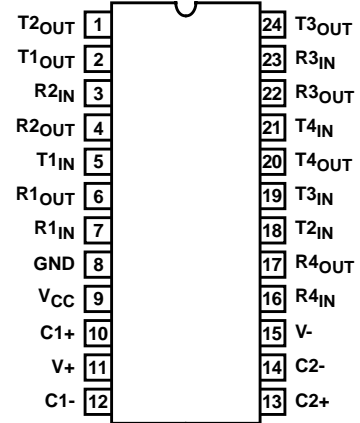 T2OUT 1 24 T3OUT
T1OUT 2 23 R3IN
R2IN 3 22 R3OUT
R2OUT 4 21 T4IN
T1IN 5 20 T4OUT
R1OUT 6 19 T3IN
R1IN 7 18 T2IN
GND 8 17 R4OUT
VCC 9 16 R4IN
C1+ 10 15 V-
V+ 11 14 C2-
C1- 12 13 C2+